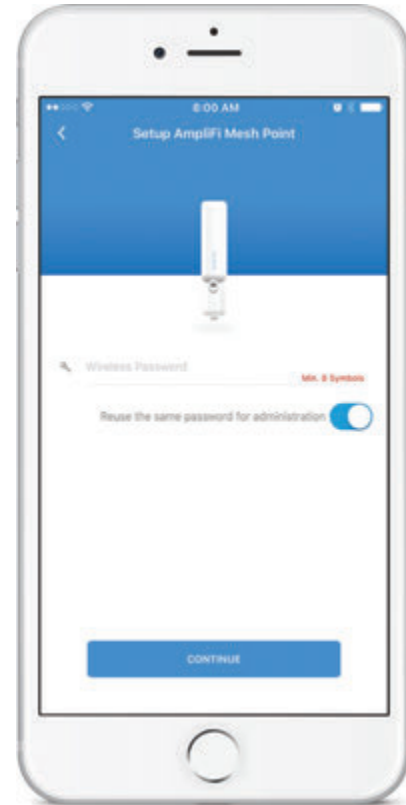 8:00 AM
Setup AmpliFi Mesh Point
Wireless Password
Min. 8 Symbols
Reuse the same password for administration
CONTINUE